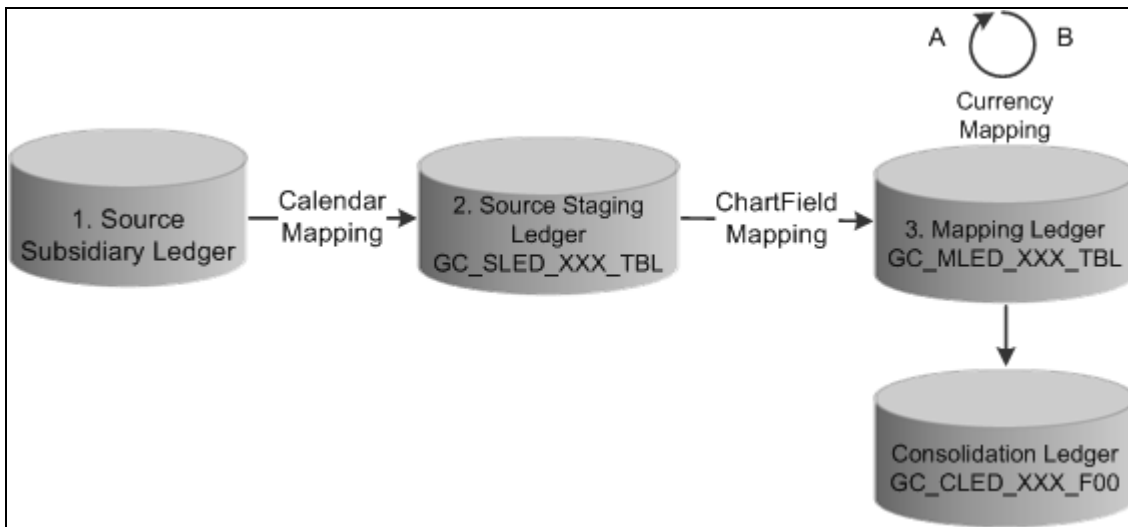 A B
Currency
Mapping
1. Source
Subsidiary Ledger
Calendar
Mapping
2. Source Staging
Ledger
GC_SLED_XXX_TBL
ChartField
Mapping
3. Mapping Ledger
GC_MLED_XXX_TBL
Consolidation Ledger
GC_CLED_XXX_F00